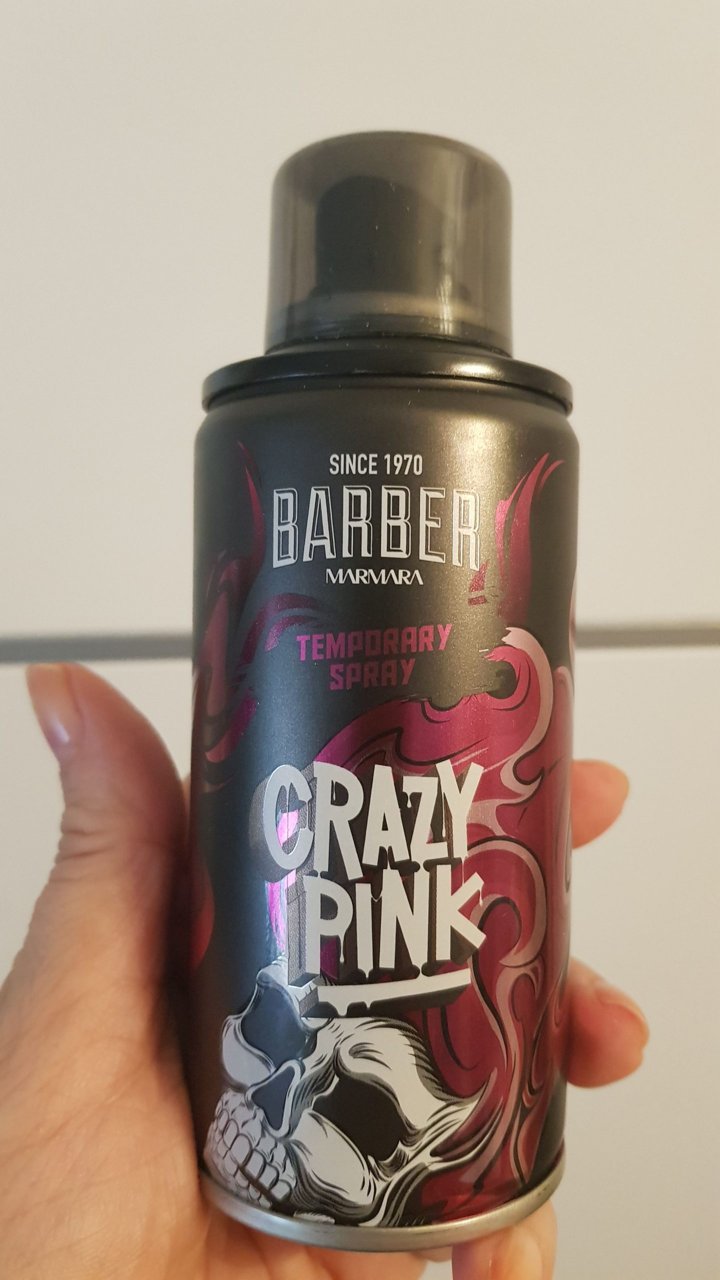 SINCE 1970
BARBER
MARMARA
TEMPORARY
SPRAY
CRAZY
PINK